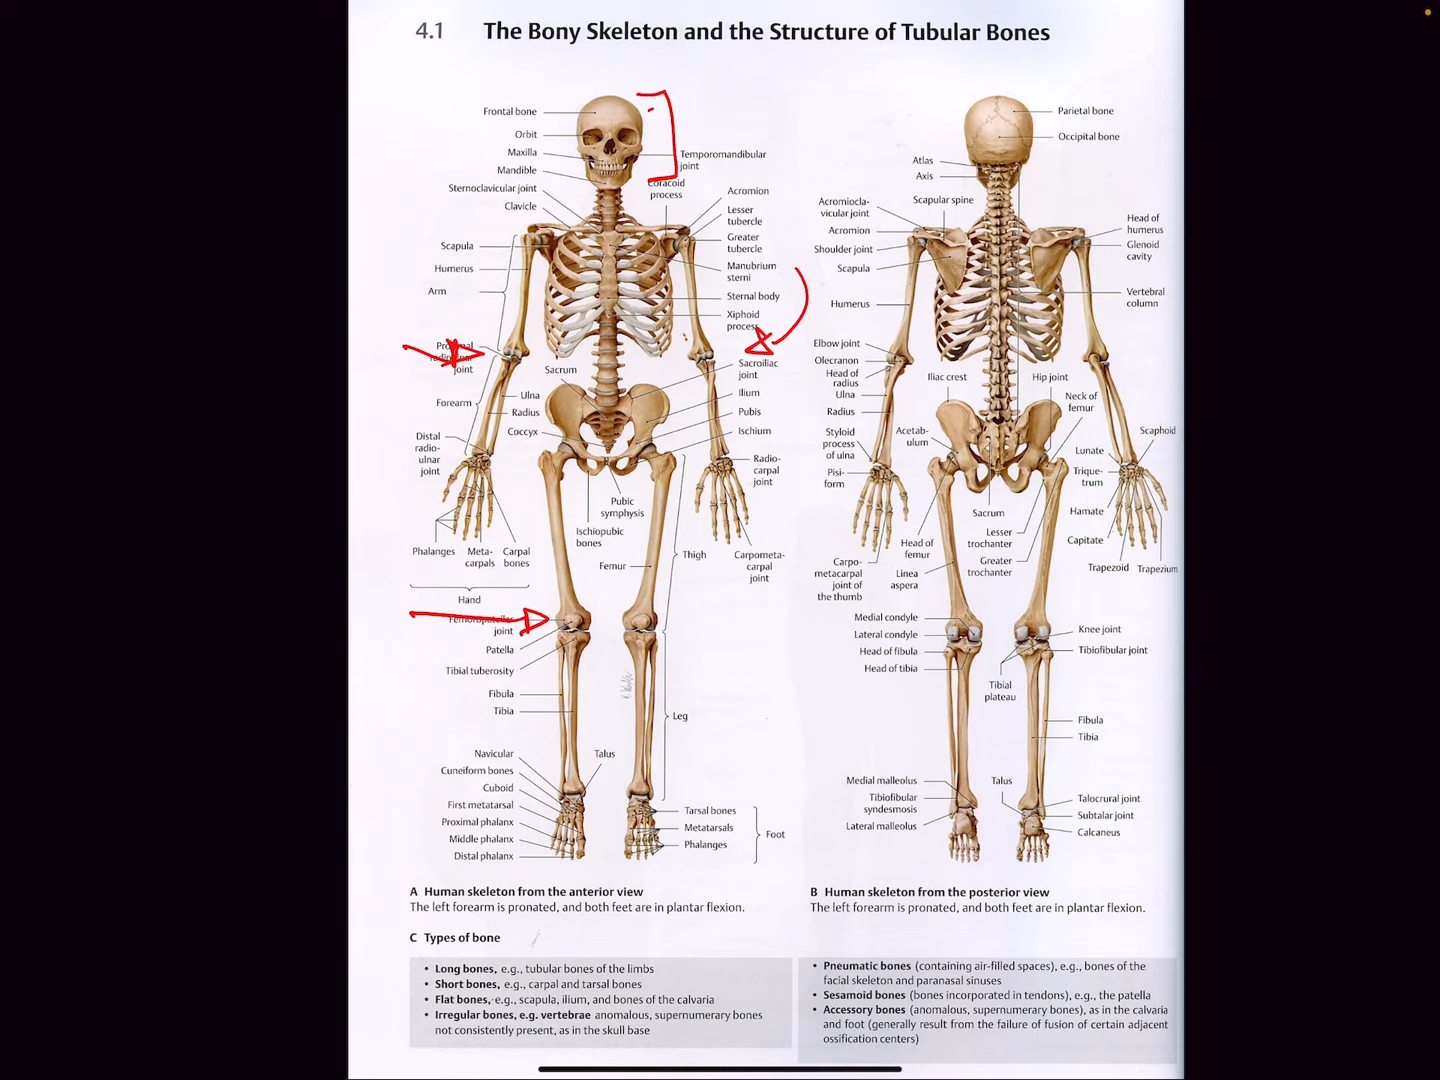 4.1 The Bony Skeleton and the Structure of Tubular Bones
Frontal bone
Orbit
Maxilla
Mandible
Sternoclavicular joint
Clavicle
Scapula
Humerus
Arm
joint
Forearm
Distal
radio-
ulnar
joint
Sacrum
Ulna
Radius
Coccyx
Phalanges
Meta-
carpals
Carpal
bones
Hand
Temporomandibular
joint
Coracoid
process
Acromion
Lesser
tubercle
Greater
tubercle
Manubrium
sterni
Sternal body
Xiphoid
process
Sacroiliac
joint
Ilium
Pubis
Ischium
Radio-
carpal
joint
Pubic
symphysis
Ischiopubic
bones
Femur
Thigh
Carpometa-
carpal
joint
Femoropatellar
joint
Patella
Tibial tuberosity
Fibula
Tibia
Leg
Navicular
Cuneiform bones
Cuboid
First metatarsal
Proximal phalanx
Middle phalanx
Distal phalanx
Talus
Tarsal bones
Metatarsals
Phalanges
Foot
Parietal bone
Occipital bone
Atlas
Axis
Scapular spine
Acromiocla-
vicular joint
Acromion
Shoulder joint
Scapula
Humerus
Head of
humerus
Glenoid
cavity
Vertebral
column
Elbow joint
Olecranon
Head of
radius
Ulna
Radius
Styloid
process
of ulna
Pisi-
form
Iliac crest
Hip joint
Neck of
femur
Acetab-
ulum
Scaphoid
Lunate
Trique-
trum
Hamate
Capitate
Trapezoid
Trapezium
Sacrum
Lesser
trochanter
Greater
trochanter
Head of
femur
Linea
aspera
Carpo-
metacarpal
joint of
the thumb
Medial condyle
Lateral condyle
Head of fibula
Head of tibia
Knee joint
Tibiofibular joint
Tibial
plateau
Fibula
Tibia
Medial malleolus
Tibiofibular
syndesmosis
Lateral malleolus
Talus
Talocrural joint
Subtalar joint
Calcaneus
A Human skeleton from the anterior view
The left forearm is pronated, and both feet are in plantar flexion.
B Human skeleton from the posterior view
The left forearm is pronated, and both feet are in plantar flexion.
C Types of bone
• Long bones, e.g., tubular bones of the limbs
• Short bones, e.g., carpal and tarsal bones
• Flat bones, e.g., scapula, ilium, and bones of the calvaria
• Irregular bones, e.g. vertebrae anomalous, supernumerary bones
not consistently present, as in the skull base
• Pneumatic bones (containing air-filled spaces), e.g., bones of the
facial skeleton and paranasal sinuses
• Sesamoid bones (bones incorporated in tendons), e.g., the patella
• Accessory bones (anomalous, supernumerary bones), as in the calvaria
and foot (generally result from the failure of fusion of certain adjacent
ossification centers)